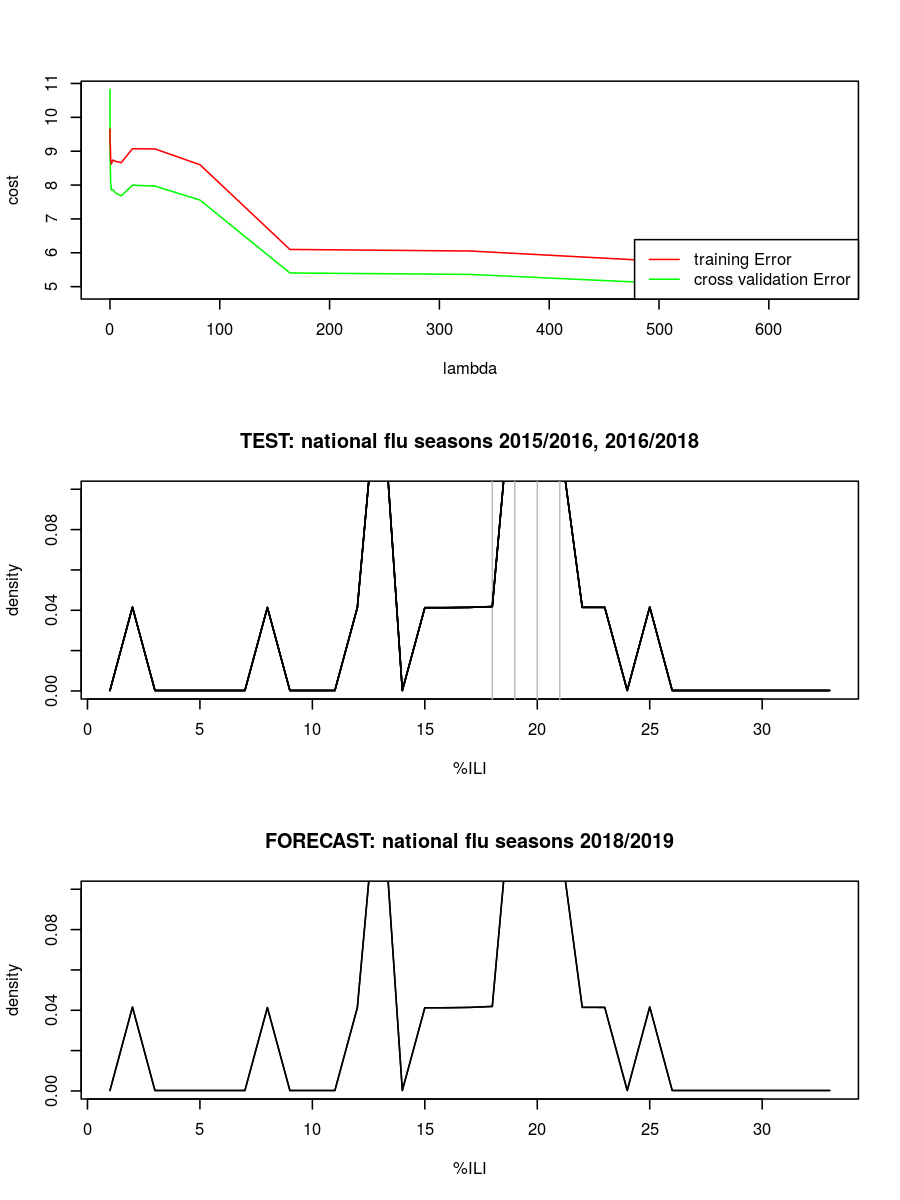 11
10
9
8
7
6
5
cost
0 100 200 300 400 500 600
lambda
training Error
cross validation Error
TEST: national flu seasons 2015/2016, 2016/2018
0.08
0.04
0.00
density
0 5 10 15 20 25 30
%ILI
FORECAST: national flu seasons 2018/2019
0.08
0.04
0.00
density
0 5 10 15 20 25 30
%ILI